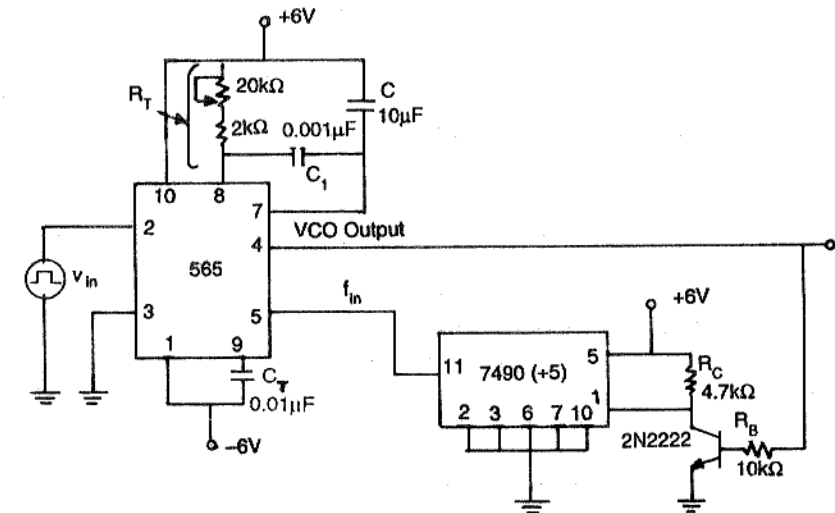 +6V
R_T
20kΩ
2kΩ
0.001μF
C
10μF
C_1
10
8
7
2
VCO Output
4
565
v_in
3
f_in
5
1
9
C_T
0.01μF
–6V
+6V
11
7490 (+5)
5
1
R_C
4.7kΩ
2
3
6
7
10
2N2222
R_B
10kΩ